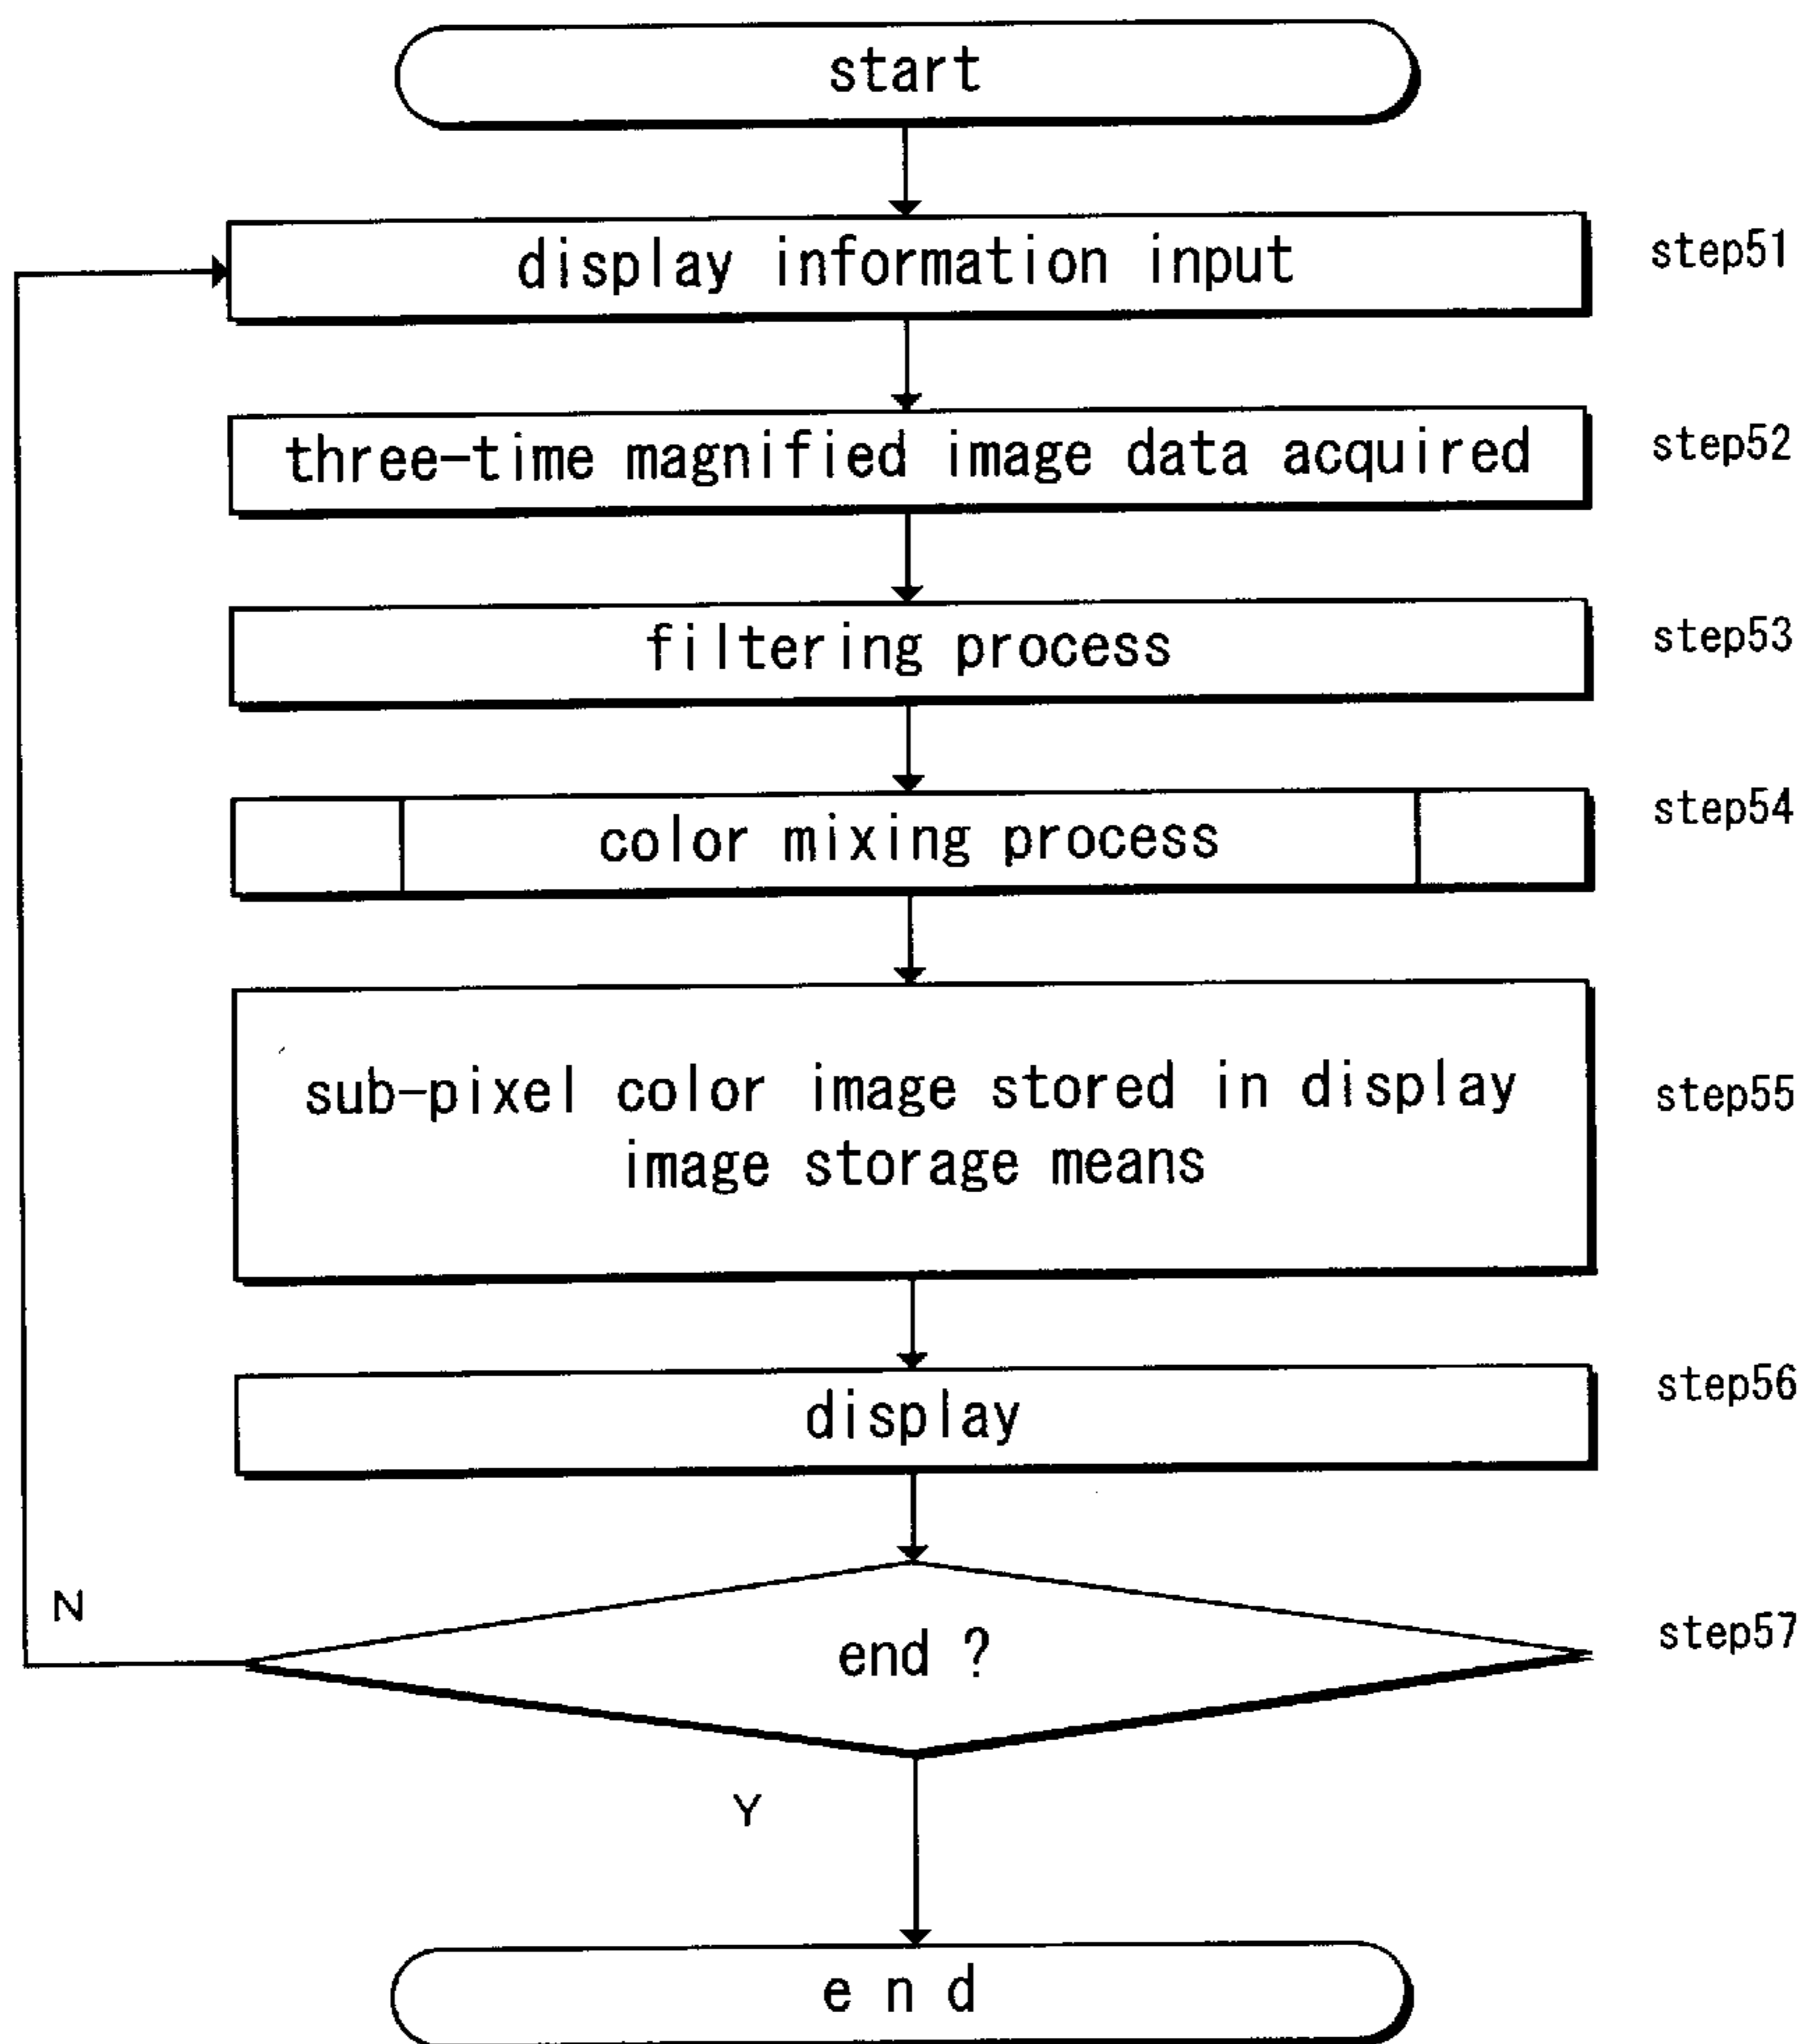 start
display information input
step51
three-time magnified image data acquired
step52
filtering process
step53
color mixing process
step54
sub-pixel color image stored in display
image storage means
step55
display
step56
N
end ?
step57
Y
end